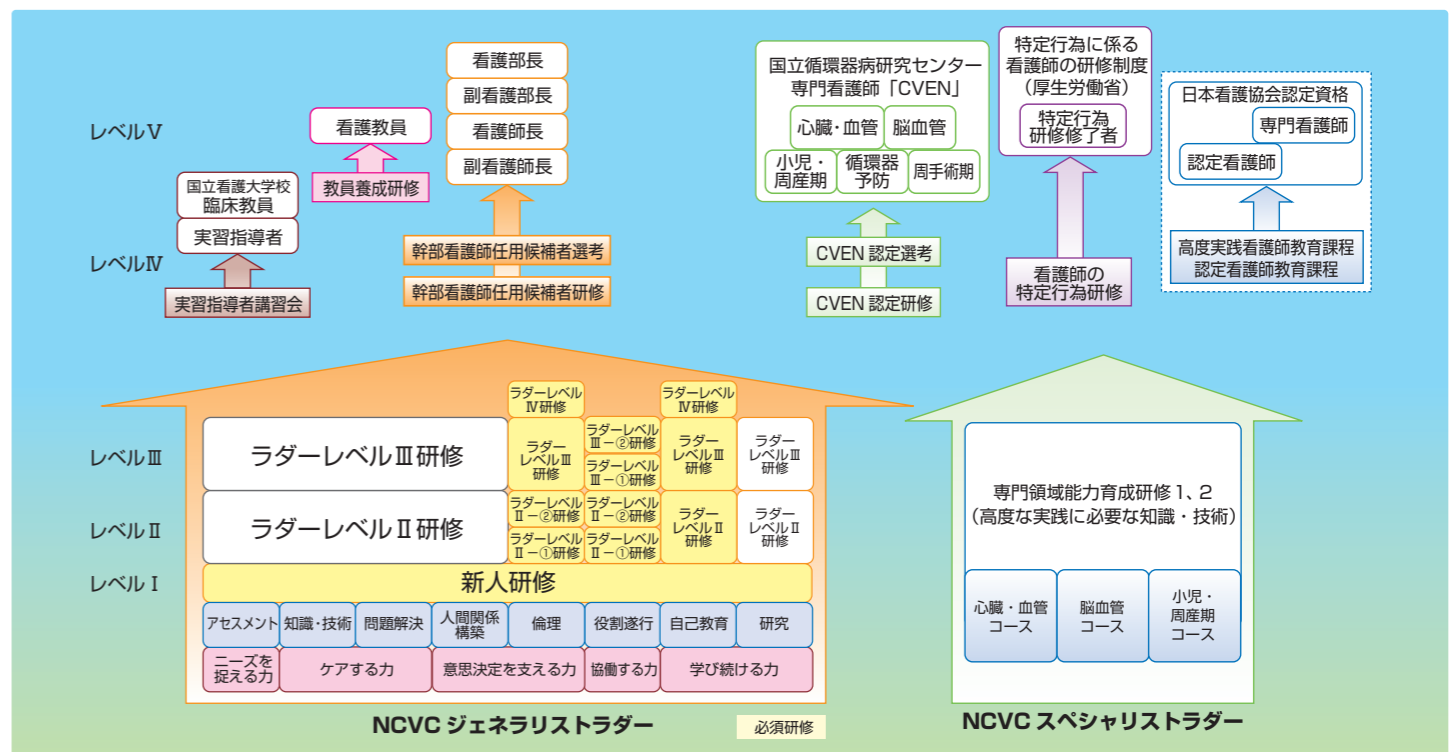 レベルⅤ
レベルⅣ
レベルⅢ
レベルⅡ
レベルⅠ
国立看護大学校
臨床教員
実習指導者
実習指導者講習会
看護教員
教員養成研修
看護部長
副看護部長
看護師長
副看護師長
幹部看護師任用候補者選考
幹部看護師任用候補者研修
国立循環器病研究センター
専門看護師「CVEN」
心臓・血管
脳血管
小児・
周産期
循環器
予防
周手術期
CVEN 認定選考
CVEN 認定研修
特定行為に係る
看護師の研修制度
（厚生労働省）
特定行為
研修修了者
看護師の
特定行為研修
日本看護協会認定資格
専門看護師
認定看護師
高度実践看護師教育課程
認定看護師教育課程
ラダーレベル
Ⅳ研修
ラダーレベル
Ⅳ研修
ラダーレベルⅢ研修
ラダー
レベルⅢ
研修
ラダーレベル
Ⅲ－②研修
ラダーレベル
Ⅲ－①研修
ラダー
レベルⅢ
研修
ラダー
レベルⅢ
研修
ラダーレベルⅡ研修
ラダーレベル
Ⅱ－②研修
ラダーレベル
Ⅱ－①研修
ラダーレベル
Ⅱ－②研修
ラダーレベル
Ⅱ－①研修
ラダー
レベルⅡ
研修
ラダー
レベルⅡ
研修
新人研修
アセスメント
知識・技術
問題解決
人間関係
構築
倫理
役割遂行
自己教育
研究
ニーズを
捉える力
ケアする力
意思決定を支える力
協働する力
学び続ける力
NCVC ジェネラリストラダー
必須研修
専門領域能力育成研修１、２
（高度な実践に必要な知識・技術）
心臓・血管
コース
脳血管
コース
小児・
周産期
コース
NCVC スペシャリストラダー